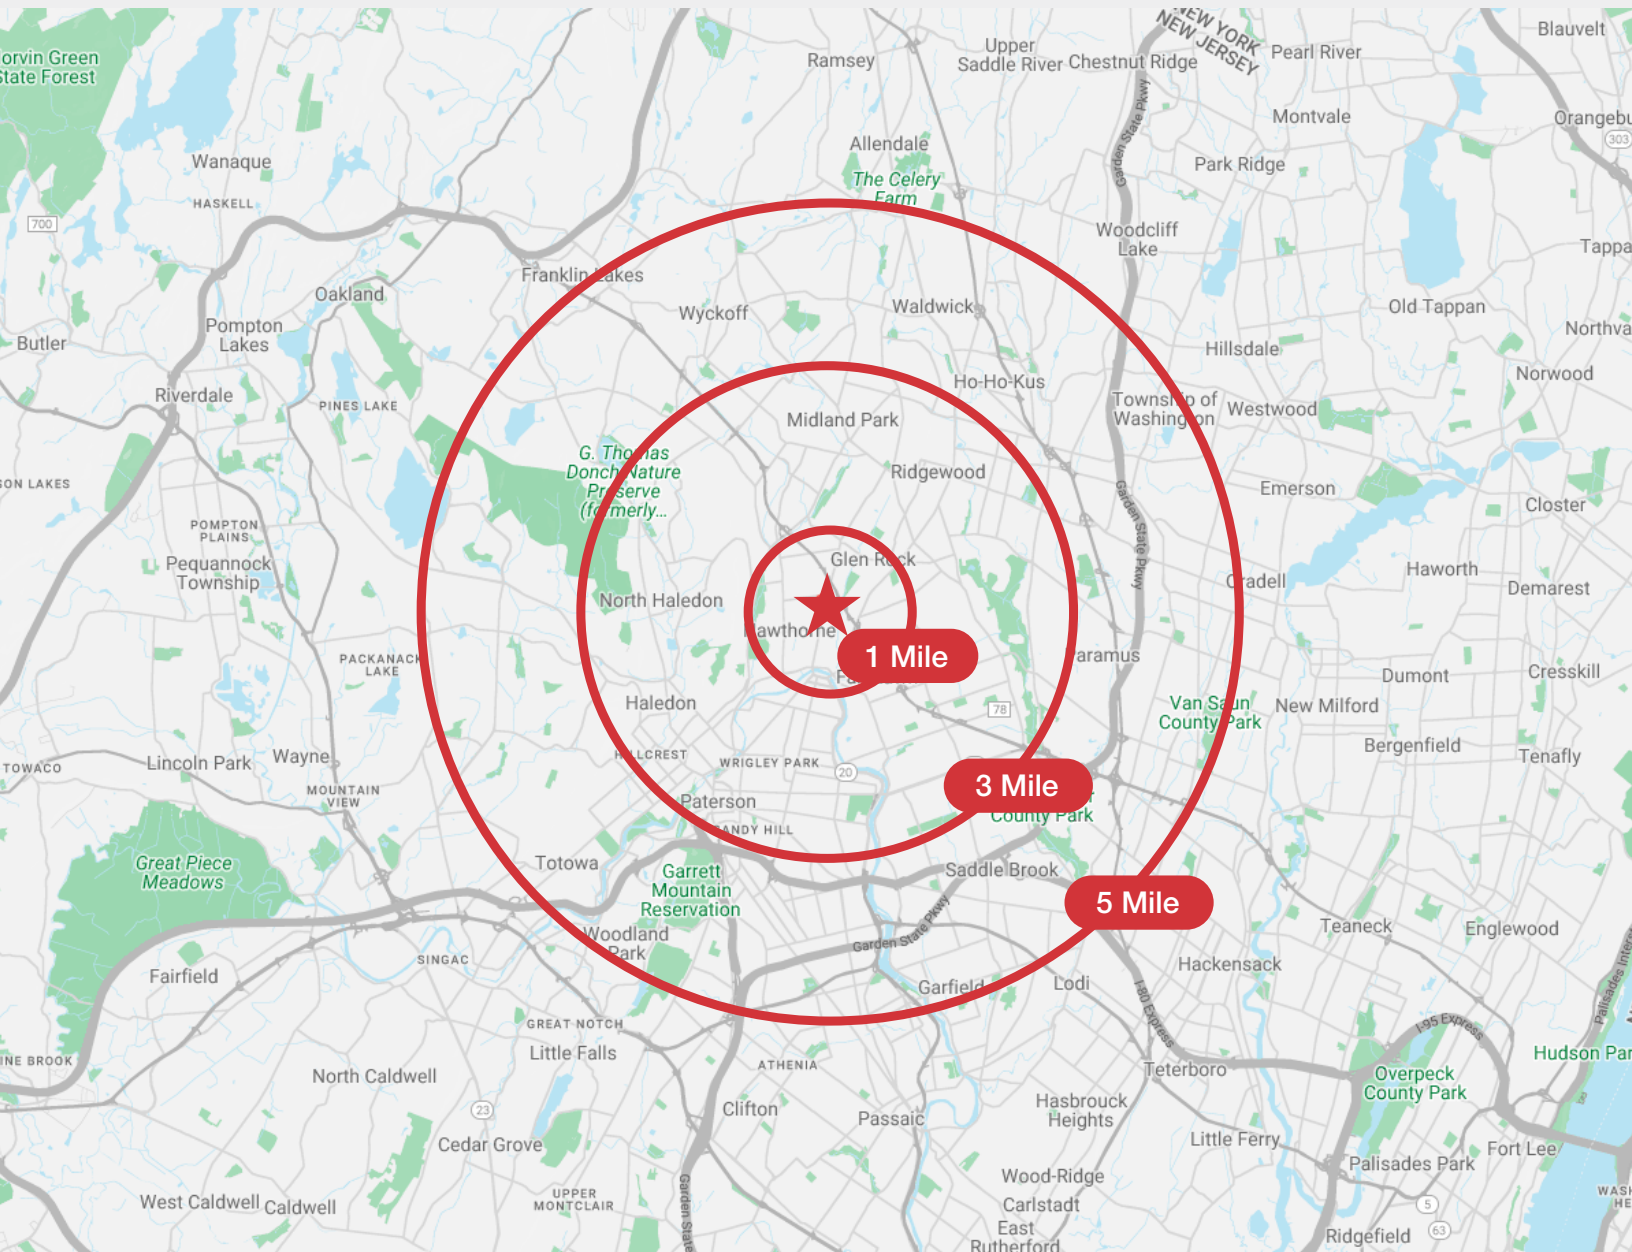 NEW YORK
NEW JERSEY
Blauvelt
Upper
Saddle River
Chestnut Ridge
Pearl River
Ramsey
orvin Green
State Forest
Montvale
Orangebu
303
Allendale
Wanaque
Park Ridge
Garden State Pkwy
The Celery
Farm
HASKELL
700
Woodcliff
Lake
Tappa
Franklin Lakes
Oakland
Wyckoff
Waldwick
Old Tappan
Pompton
Lakes
Butler
Northva
Hillsdale
Norwood
Ho-Ho-Kus
Riverdale
PINES LAKE
Township of
Washington
Westwood
Midland Park
G. Thomas
Donch Nature
Preserve
(formerly...
Ridgewood
SON LAKES
Emerson
Closter
Garden State Pkwy
POMPTON
PLAINS
Pequannock
Township
Glen Rock
Haworth
Cradell
Demarest
North Haledon
Hawthorne
1 Mile
PACKANACK
LAKE
Paramus
Dumont
Cresskill
Haledon
78
Van Saun
County Park
New Milford
Bergenfield
Tenafly
HILLCREST
WRIGLEY PARK
20
TOWACO
Lincoln Park
Wayne
3 Mile
County Park
MOUNTAIN
VIEW
Paterson
SANDY HILL
Great Piece
Meadows
Totowa
Garrett
Mountain
Reservation
Saddle Brook
5 Mile
Garden State Pkwy
Teaneck
Englewood
Woodland
Park
SINGAC
Fairfield
Hackensack
Garfield
Lodi
I-80 Express
Palisades Inters
GREAT NOTCH
I-95 Express
Little Falls
INE BROOK
ATHENIA
Teterboro
Hudson Par
North Caldwell
Overpeck
County Park
23
Clifton
Passaic
Hasbrouck
Heights
Cedar Grove
Little Ferry
Fort Lee
Palisades Park
Wood-Ridge
West Caldwell
Caldwell
UPPER
MONTCLAIR
Garden State
Carlstadt
5
WASH
HE
East
Rutherford
63
Ridgefield